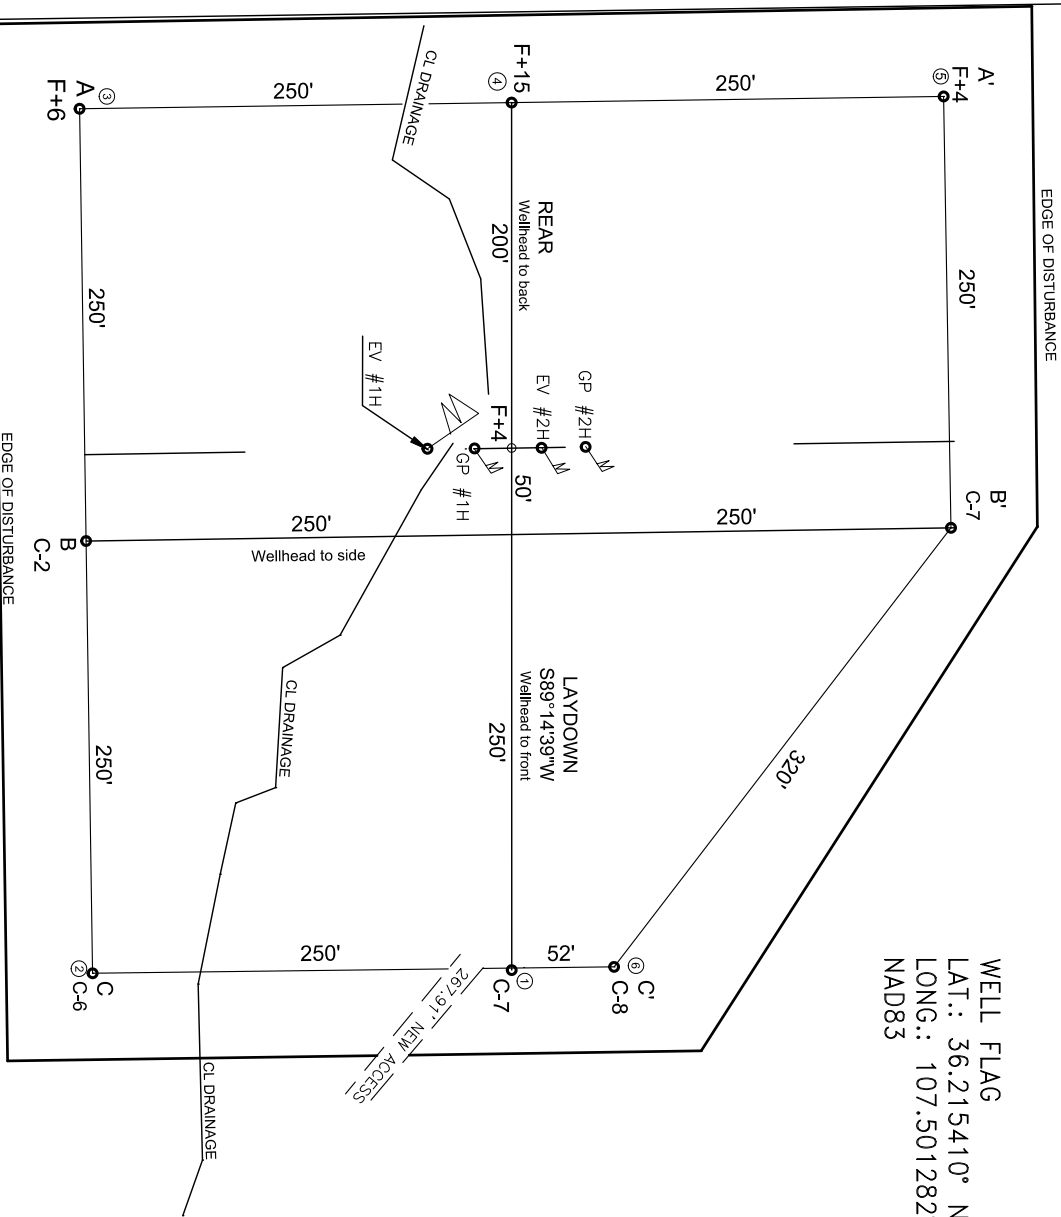 EDGE OF DISTURBANCE
A'
F+4
⑤
250'
F+15
④
250'
③
A
F+6
CL DRAINAGE
250'
REAR
Wellhead to back
200'
250'
EV #1H
GP #2H
EV #2H
F+4
GP #1H
50'
B'
C-7
250'
250'
Wellhead to side
B
C-2
EDGE OF DISTURBANCE
LAYDOWN
S89°14'39"W
Wellhead to front
250'
320'
CL DRAINAGE
250'
250'
52'
⑥
C'
C-8
①
C-7
②
C
C-6
267.91' NEW ACCESS
CL DRAINAGE
WELL FLAG
LAT.: 36.215410° N
LONG.: 107.501282
NAD83